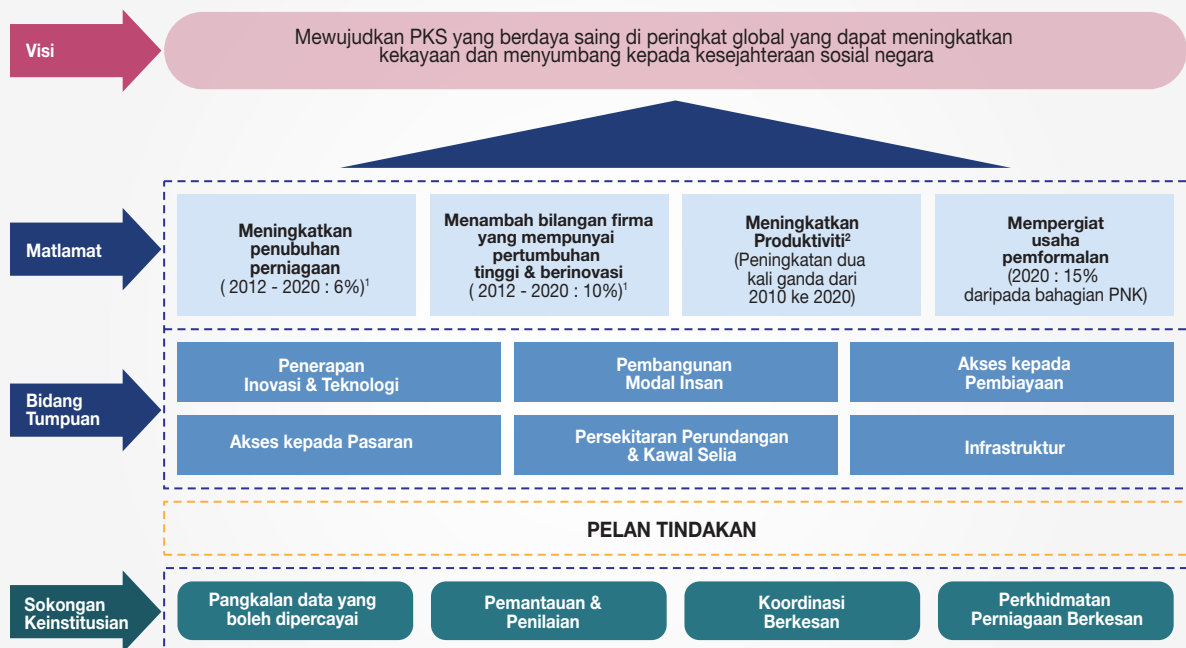 Visi
Mewujudkan PKS yang berdaya saing di peringkat global yang dapat meningkatkan
kekayaan dan menyumbang kepada kesejahteraan sosial negara
Matlamat
Meningkatkan
penubuhan
perniagaan
( 2012 - 2020 : 6%)¹
Menambah bilangan firma
yang mempunyai
pertumbuhan
tinggi & berinovasi
( 2012 - 2020 : 10%)¹
Meningkatkan
Produktiviti²
(Peningkatan dua
kali ganda dari
2010 ke 2020)
Mempergiat
usaha
pemformalan
(2020 : 15%
daripada bahagian PNK)
Bidang
Tumpuan
Penerapan
Inovasi & Teknologi
Pembangunan
Modal Insan
Akses kepada
Pembiayaan
Akses kepada Pasaran
Persekitaran Perundangan
& Kawal Selia
Infrastruktur
PELAN TINDAKAN
Sokongan
Keinstitusian
Pangkalan data yang
boleh dipercayai
Pemantauan &
Penilaian
Koordinasi
Berkesan
Perkhidmatan
Perniagaan Berkesan